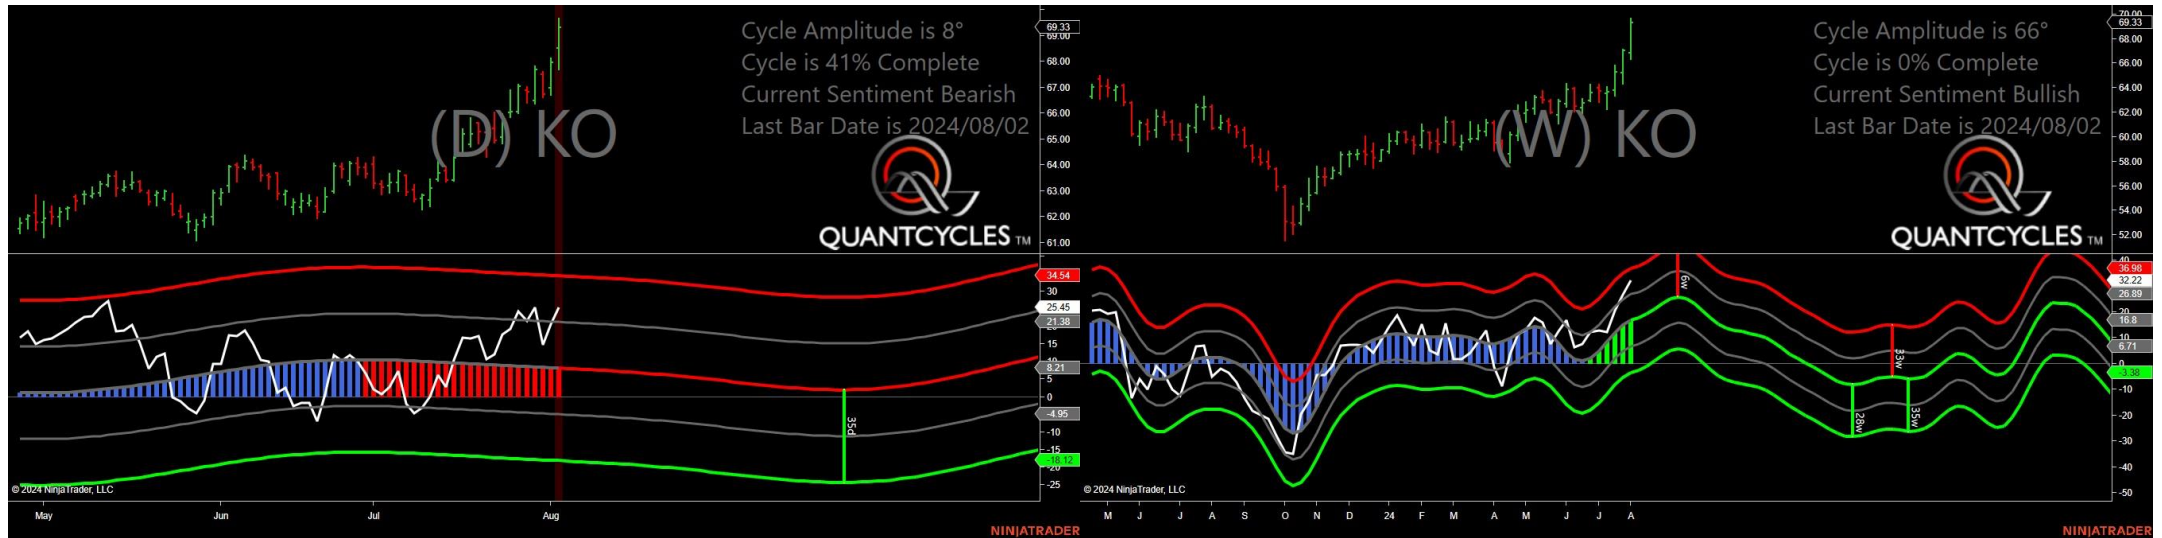 Cycle Amplitude is 8°
Cycle is 41% Complete
Current Sentiment Bearish
Last Bar Date is 2024/08/02
(D) KO
QUANTCYCLES TM
69.33
69.00
68.00
67.00
66.00
65.00
64.00
63.00
62.00
61.00
34.54
30
25.45
21.38
15
10
8.21
5
0
-4.95
-10
-15
-18.12
-20
-25
35d
© 2024 NinjaTrader, LLC
May Jun Jul Aug
NINJATRADER
Cycle Amplitude is 66°
Cycle is 0% Complete
Current Sentiment Bullish
Last Bar Date is 2024/08/02
(W) KO
QUANTCYCLES TM
70.00
69.33
68.00
66.00
64.00
62.00
60.00
58.00
56.00
54.00
52.00
40
36.98
32.22
26.89
20
16.8
10
6.71
0
-3.38
-10
-20
-30
-40
-50
6w
33w
28w
35w
© 2024 NinjaTrader, LLC
M J J A S O N D 24 F M A M J J A
NINJATRADER